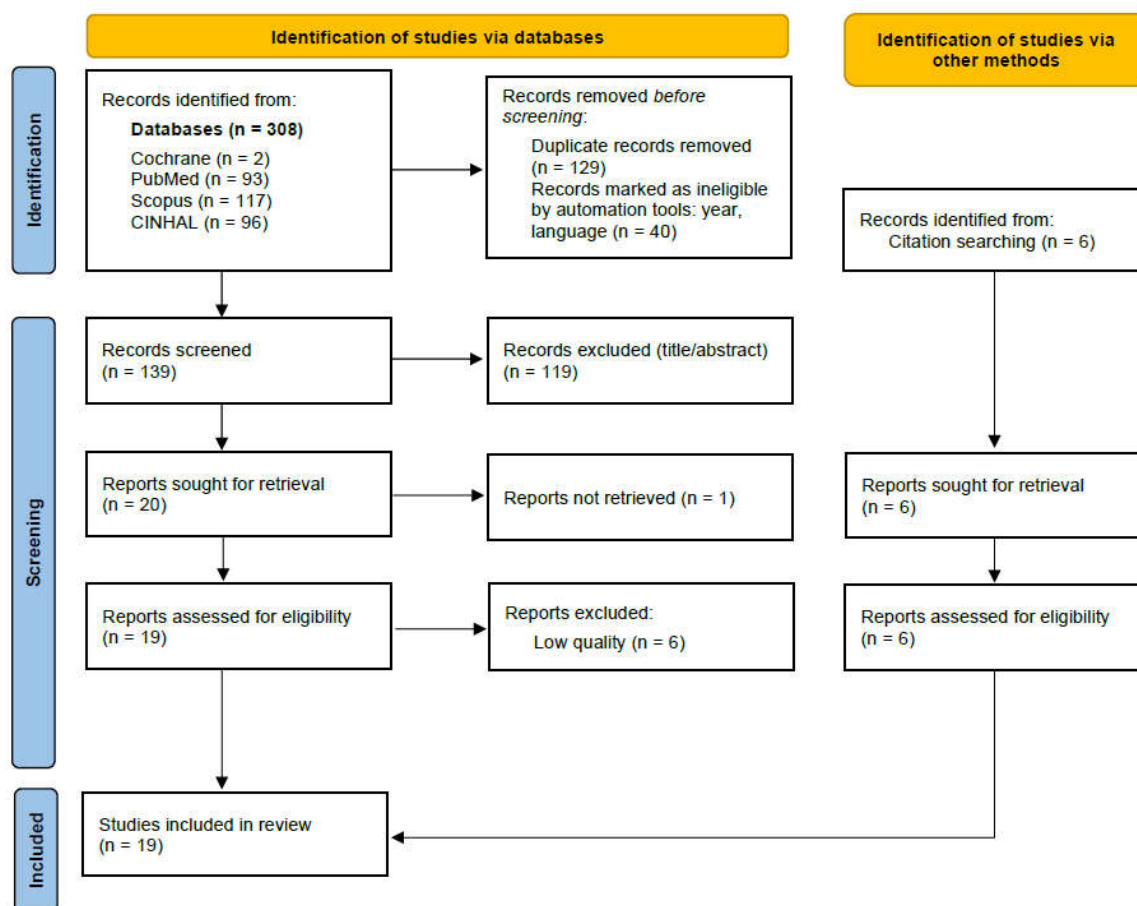 Identification of studies via databases
Identification of studies via
other methods
Identification
Records identified from:
Databases (n = 308)
Cochrane (n = 2)
PubMed (n = 93)
Scopus (n = 117)
CINHAL (n = 96)
Records removed before
screening:
Duplicate records removed
(n = 129)
Records marked as ineligible
by automation tools: year,
language (n = 40)
Records identified from:
Citation searching (n = 6)
Screening
Records screened
(n = 139)
Records excluded (title/abstract)
(n = 119)
Reports sought for retrieval
(n = 20)
Reports not retrieved (n = 1)
Reports sought for retrieval
(n = 6)
Reports assessed for eligibility
(n = 19)
Reports excluded:
Low quality (n = 6)
Reports assessed for eligibility
(n = 6)
Included
Studies included in review
(n = 19)